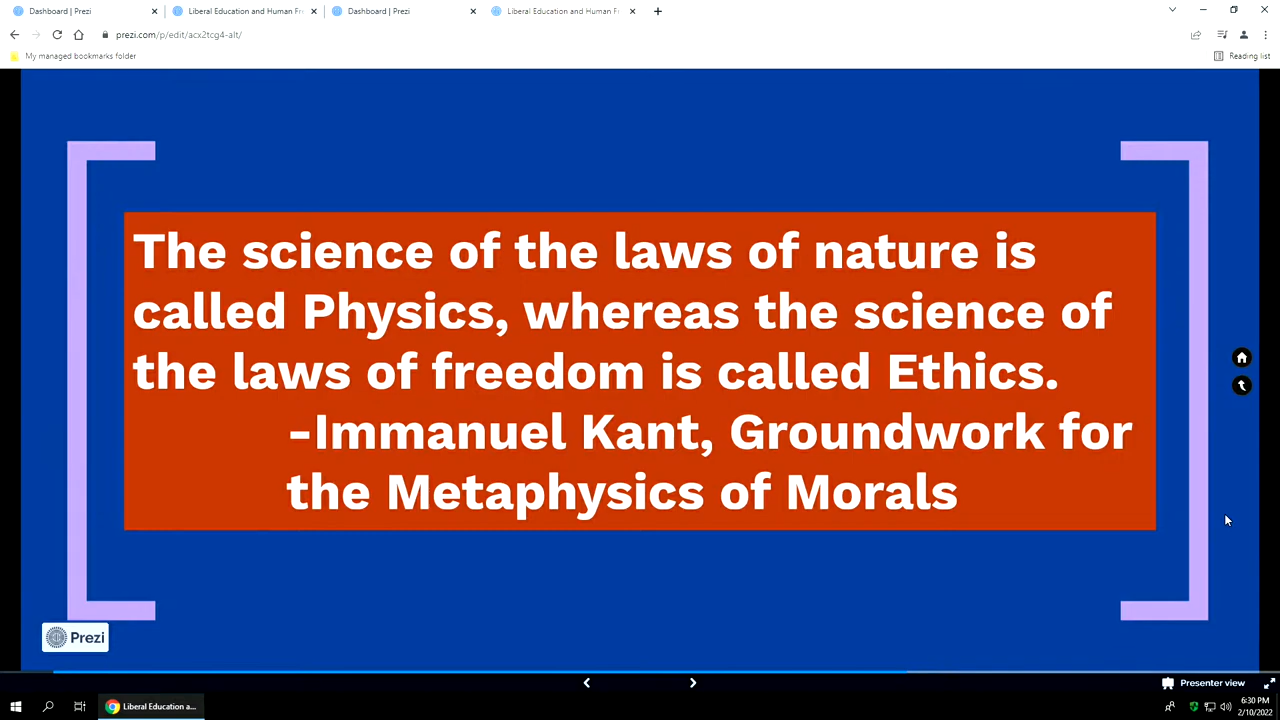 Dashboard | Prezi
Liberal Education and Human Fr
Dashboard | Prezi
Liberal Education and Human Fr
prezi.com/p/edit/acx2tcg4-alt/
My managed bookmarks folder
Reading list
The science of the laws of nature is
called Physics, whereas the science of
the laws of freedom is called Ethics.
-Immanuel Kant, Groundwork for
the Metaphysics of Morals
Prezi
Presenter view
Liberal Education a...
6:30 PM
2/10/2022